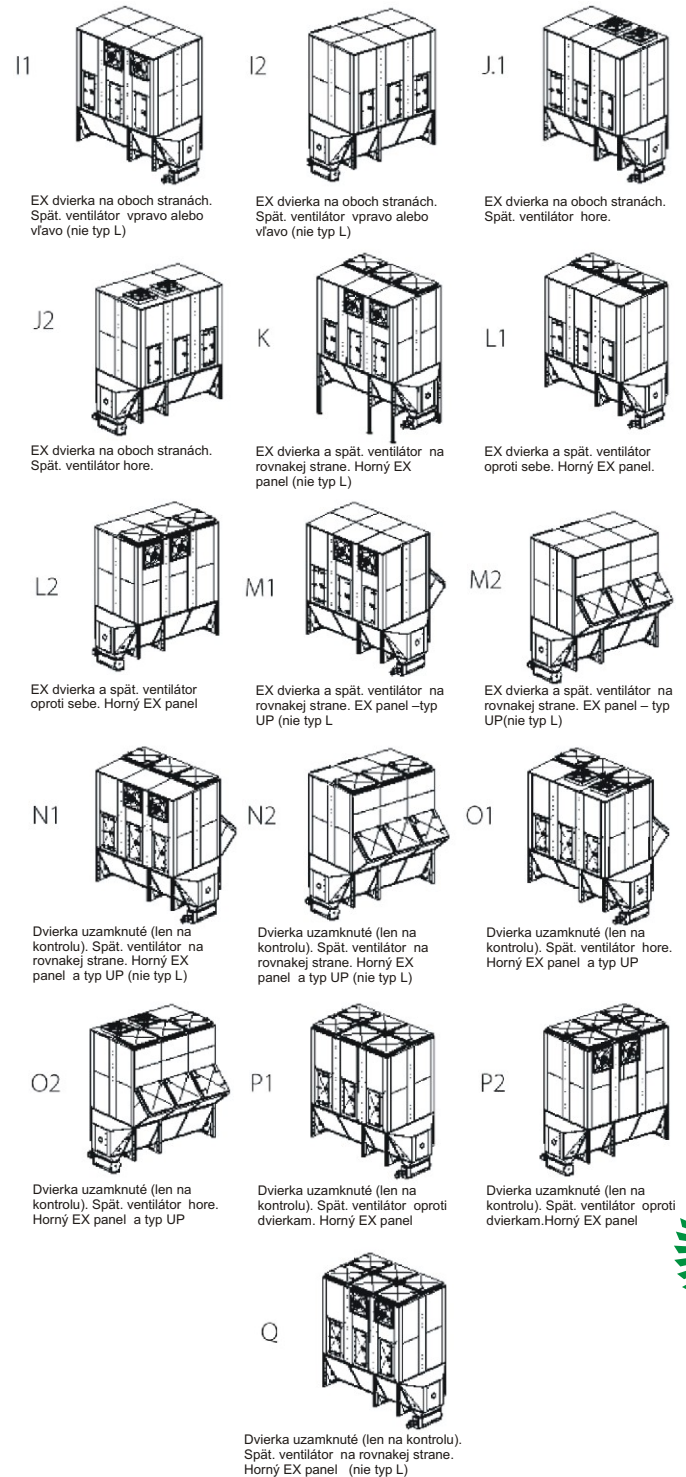 I1
EX dvierka na oboch stranách.
Spät. ventilátor vpravo alebo
vľavo (nie typ L)
I2
EX dvierka na oboch stranách.
Spät. ventilátor vpravo alebo
vľavo (nie typ L)
J.1
EX dvierka na oboch stranách.
Spät. ventilátor hore.
J2
EX dvierka na oboch stranách.
Spät. ventilátor hore.
K
EX dvierka a spät. ventilátor na
rovnakej strane. Horný EX
panel (nie typ L)
L1
EX dvierka a spät. ventilátor
oproti sebe. Horný EX panel.
L2
EX dvierka a spät. ventilátor
oproti sebe. Horný EX panel
M1
EX dvierka a spät. ventilátor na
rovnakej strane. EX panel –typ
UP (nie typ L
M2
EX dvierka a spät. ventilátor na
rovnakej strane. EX panel – typ
UP(nie typ L)
N1
Dvierka uzamknuté (len na
kontrolu). Spät. ventilátor na
rovnakej strane. Horný EX
panel a typ UP (nie typ L)
N2
Dvierka uzamknuté (len na
kontrolu). Spät. ventilátor na
rovnakej strane. Horný EX
panel a typ UP (nie typ L)
O1
Dvierka uzamknuté (len na
kontrolu). Spät. ventilátor hore.
Horný EX panel a typ UP
O2
Dvierka uzamknuté (len na
kontrolu). Spät. ventilátor hore.
Horný EX panel a typ UP
P1
Dvierka uzamknuté (len na
kontrolu). Spät. ventilátor oproti
dvierkam. Horný EX panel
P2
Dvierka uzamknuté (len na
kontrolu). Spät. ventilátor oproti
dvierkam.Horný EX panel
Q
Dvierka uzamknuté (len na kontrolu).
Spät. ventilátor na rovnakej strane.
Horný EX panel (nie typ L)